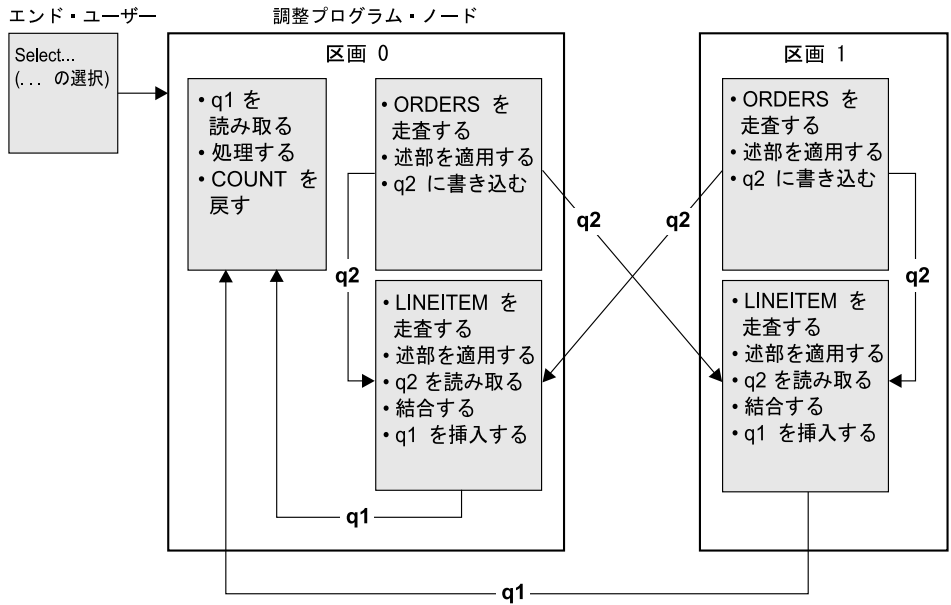 エンド・ユーザー
調整プログラム・ノード
Select...
(... の選択)
区画 0
・q1 を
読み取る
・処理する
・COUNT を
戻す
・ORDERS を
走査する
・述部を適用する
・q2 に書き込む
q2
・LINEITEM を
走査する
・述部を適用する
・q2 を読み取る
・結合する
・q1 を挿入する
q1
q2
q2
区画 1
・ORDERS を
走査する
・述部を適用する
・q2 に書き込む
q2
・LINEITEM を
走査する
・述部を適用する
・q2 を読み取る
・結合する
・q1 を挿入する
q1